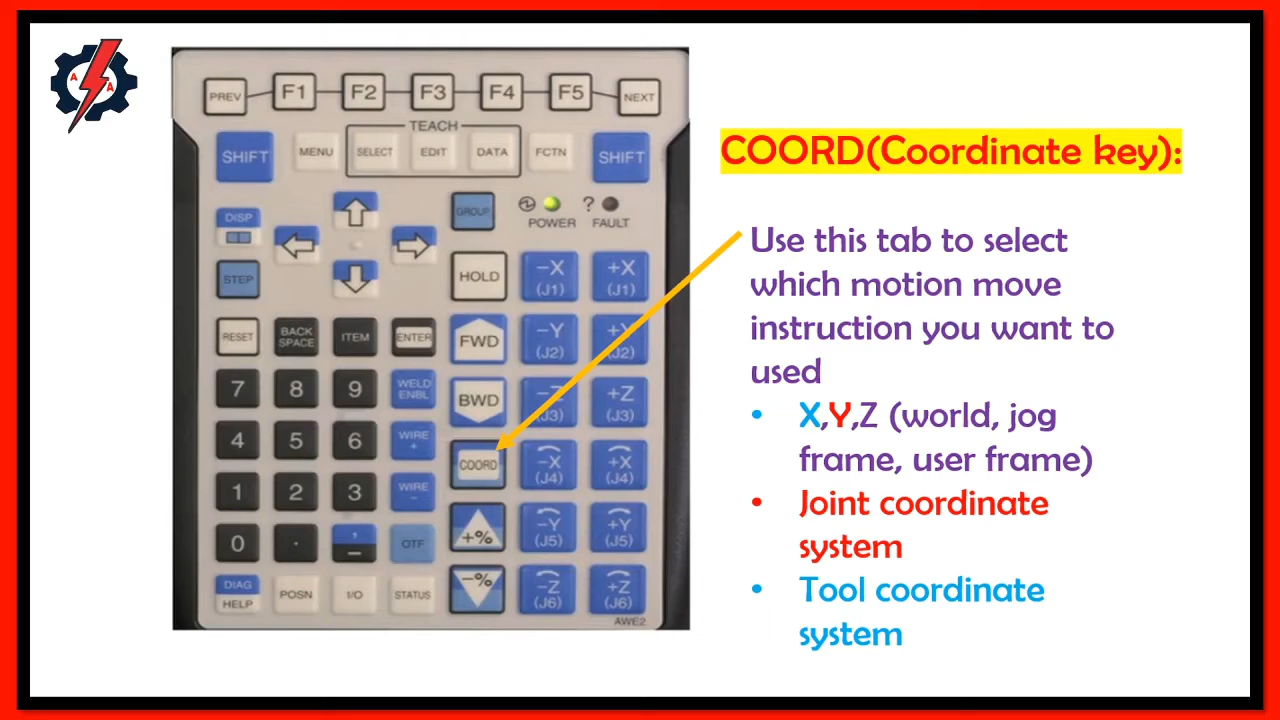 A A
PREV F1 F2 F3 F4 F5 NEXT
TEACH
SHIFT MENU SELECT EDIT DATA FCTN SHIFT
DISP GROUP POWER ? FAULT
STEP HOLD -X (J1) +X (J1)
RESET BACK SPACE ITEM ENTER FWD -Y (J2) +Y (J2)
7 8 9 WELD ENBL BWD -Z (J3) +Z (J3)
4 5 6 WIRE + COORD -X (J4) +X (J4)
1 2 3 WIRE - +% -Y (J5) +Y (J5)
0 . , - OTF -% -Z (J6) +Z (J6)
DIAG HELP POSN I/O STATUS
AWE2
COORD(Coordinate key):
Use this tab to select
which motion move
instruction you want to
used
• X,Y,Z (world, jog
frame, user frame)
• Joint coordinate
system
• Tool coordinate
system